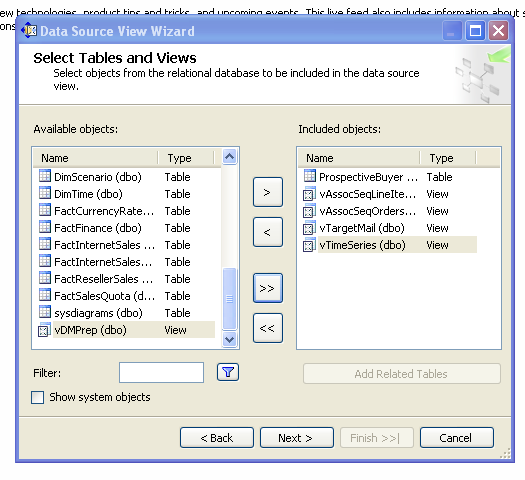 ew technologies, product tips and tricks, and upcoming events. This live feed also includes information about s
ons
Data Source View Wizard
Select Tables and Views
Select objects from the relational database to be included in the data source
view.
Available objects:
Name Type
DimScenario (dbo) Table
DimTime (dbo) Table
FactCurrencyRate... Table
FactFinance (dbo) Table
FactInternetSales Table
FactInternetSales... Table
FactResellerSales Table
FactSalesQuota (d... Table
sysdiagrams (dbo) Table
vDMPrep (dbo) View
>
<
>>
<<
Included objects:
Name Type
ProspectiveBuyer ... Table
vAssocSeqLineIte... View
vAssocSeqOrders... View
vTargetMail (dbo) View
vTimeSeries (dbo) View
Filter:
Add Related Tables
Show system objects
< Back Next > Finish >>| Cancel